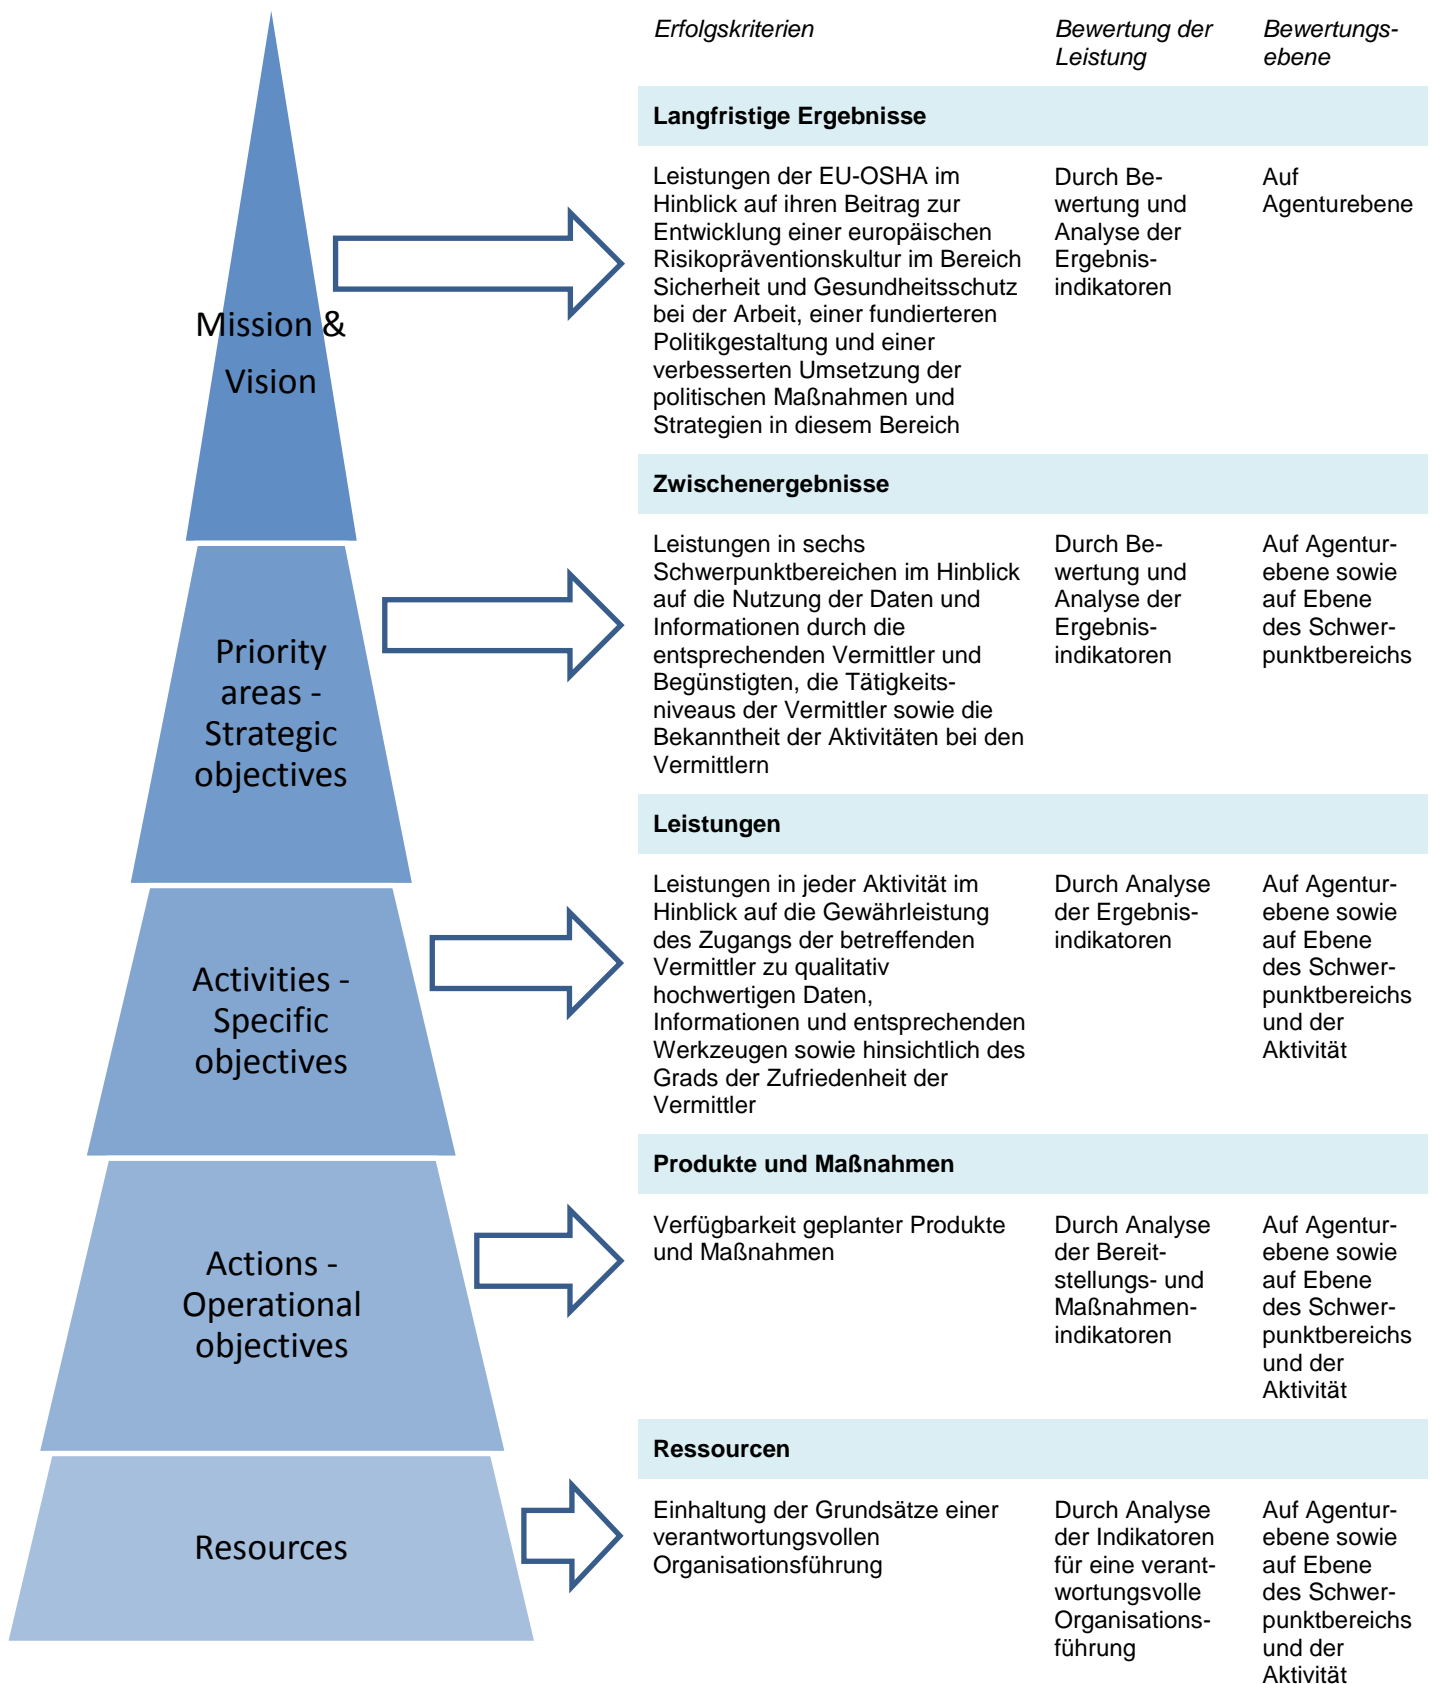 Erfolgskriterien
Bewertung der
Leistung
Bewertungs-
ebene
Mission &
Vision
Langfristige Ergebnisse
Leistungen der EU-OSHA im
Hinblick auf ihren Beitrag zur
Entwicklung einer europäischen
Risikopräventionskultur im Bereich
Sicherheit und Gesundheitsschutz
bei der Arbeit, einer fundierteren
Politikgestaltung und einer
verbesserten Umsetzung der
politischen Maßnahmen und
Strategien in diesem Bereich
Durch Be-
wertung und
Analyse der
Ergebnis-
indikatoren
Auf
Agenturebene
Priority
areas -
Strategic
objectives
Zwischenergebnisse
Leistungen in sechs
Schwerpunktbereichen im Hinblick
auf die Nutzung der Daten und
Informationen durch die
entsprechenden Vermittler und
Begünstigten, die Tätigkeits-
niveaus der Vermittler sowie die
Bekanntheit der Aktivitäten bei den
Vermittlern
Durch Be-
wertung und
Analyse der
Ergebnis-
indikatoren
Auf Agentur-
ebene sowie
auf Ebene
des Schwer-
punktbereichs
Activities -
Specific
objectives
Leistungen
Leistungen in jeder Aktivität im
Hinblick auf die Gewährleistung
des Zugangs der betreffenden
Vermittler zu qualitativ
hochwertigen Daten,
Informationen und entsprechenden
Werkzeugen sowie hinsichtlich des
Grads der Zufriedenheit der
Vermittler
Durch Analyse
der Ergebnis-
indikatoren
Auf Agentur-
ebene sowie
auf Ebene
des Schwer-
punktbereichs
und der
Aktivität
Actions -
Operational
objectives
Produkte und Maßnahmen
Verfügbarkeit geplanter Produkte
und Maßnahmen
Durch Analyse
der Bereit-
stellungs- und
Maßnahmen-
indikatoren
Auf Agentur-
ebene sowie
auf Ebene
des Schwer-
punktbereichs
und der
Aktivität
Resources
Ressourcen
Einhaltung der Grundsätze einer
verantwortungsvollen
Organisationsführung
Durch Analyse
der Indikatoren
für eine verant-
wortungsvolle
Organisations-
führung
Auf Agentur-
ebene sowie
auf Ebene
des Schwer-
punktbereichs
und der
Aktivität